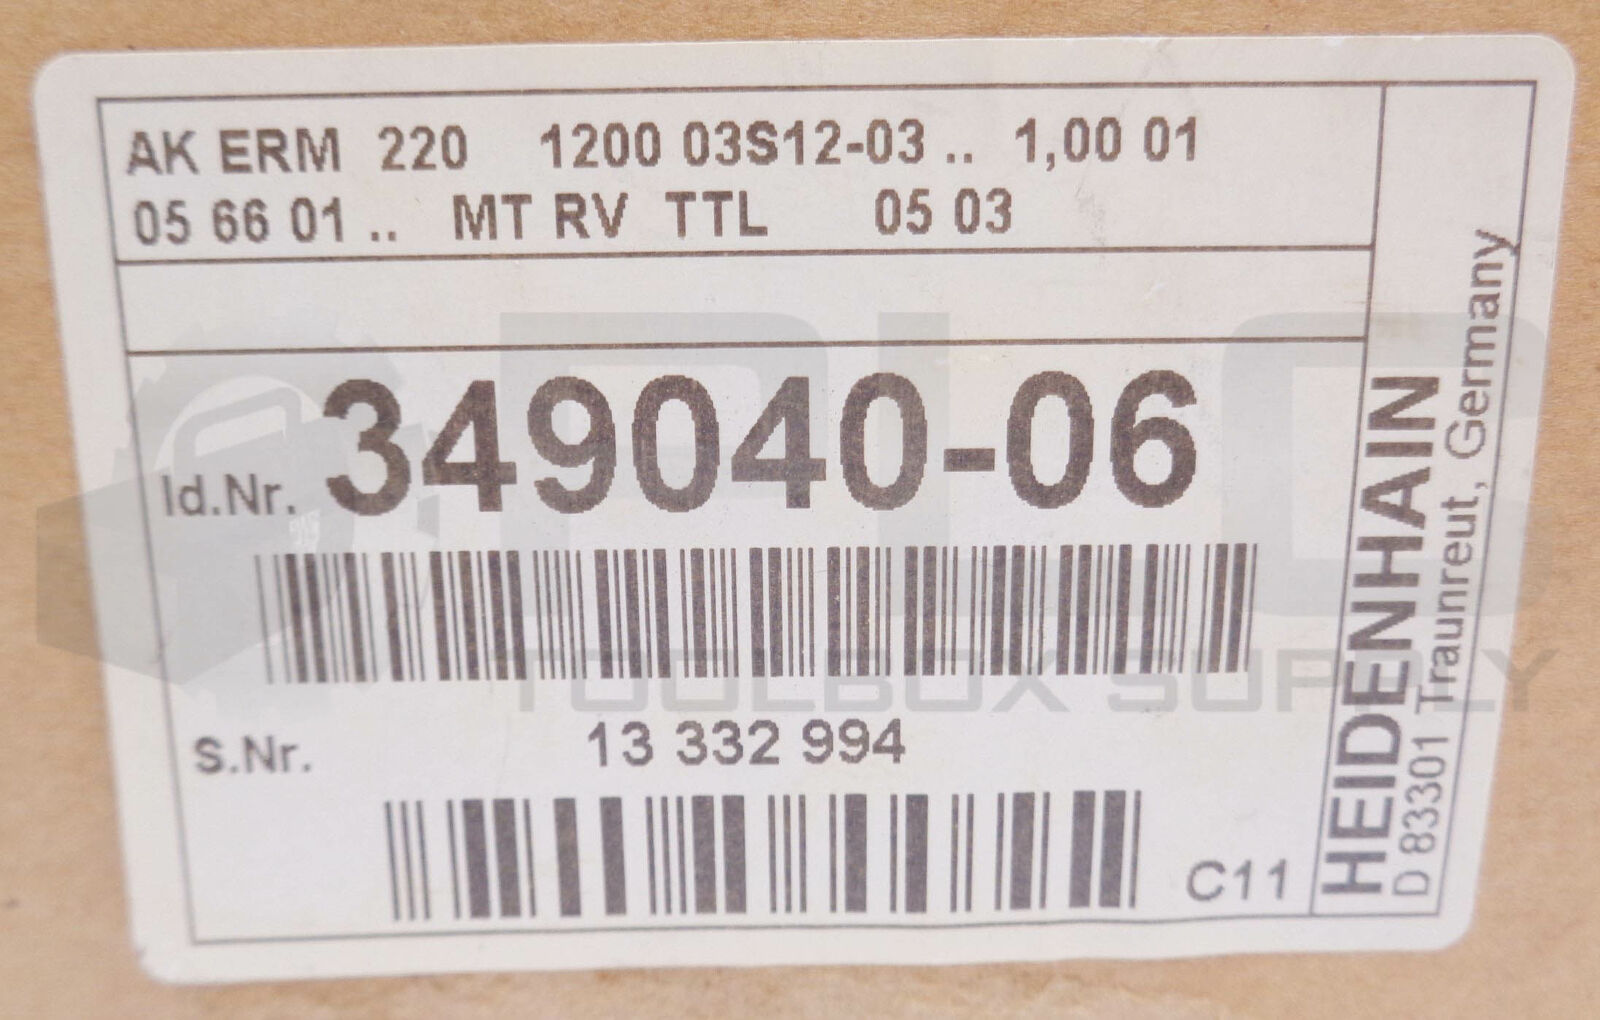 AK ERM 220 1200 03S12-03 .. 1,00 01
05 66 01 .. MT RV TTL 05 03
Id.Nr. 349040-06
S.Nr. 13 332 994
C11
HEIDENHAIN
D 83301 Traunreut, Germany
PLC
TOOLBOX SUPPLY